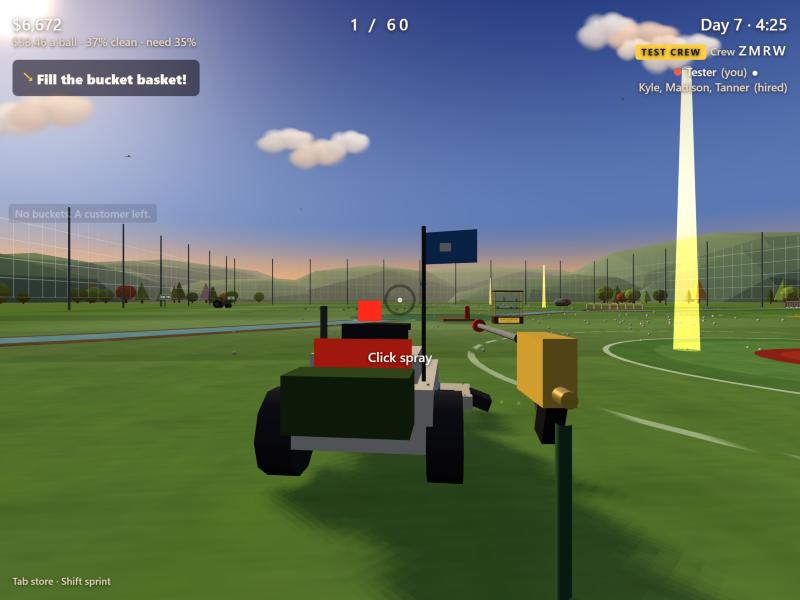 $6,672
1 / 60
Day 7 · 4:25
$33.46 a ball · 37% clean · need 35%
TEST CREW Crew ZMRW
↘ Fill the bucket basket!
Tester (you) ●
Kyle, Madison, Tanner (hired)
No buckets. A customer left.
Click spray
Tab store · Shift sprint